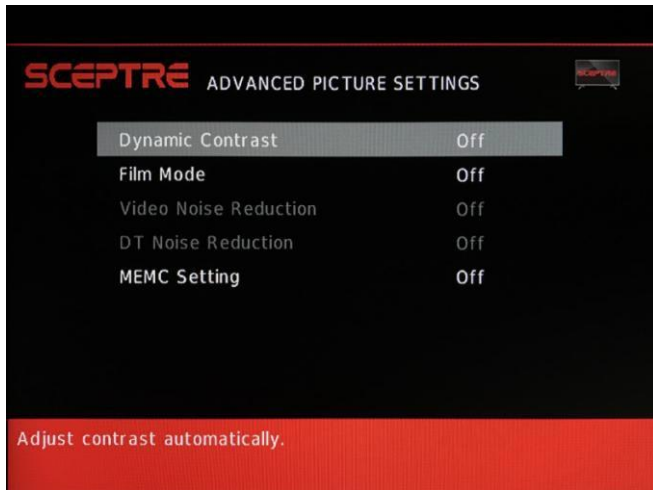 SCEPTRE ADVANCED PICTURE SETTINGS
SCEPTRE
Dynamic Contrast Off
Film Mode Off
Video Noise Reduction Off
DT Noise Reduction Off
MEMC Setting Off
Adjust contrast automatically.